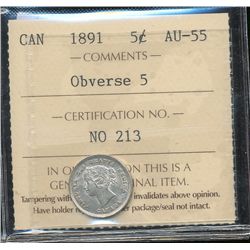 CAN 1891 5¢ AU-55
— COMMENTS —
Obverse 5
— CERTIFICATION NO. —
NO 213
IN O ON THIS IS A
GEN NAL ITEM.
Tampering with invalidates above opinion.
Have holder r package/seal not intact.